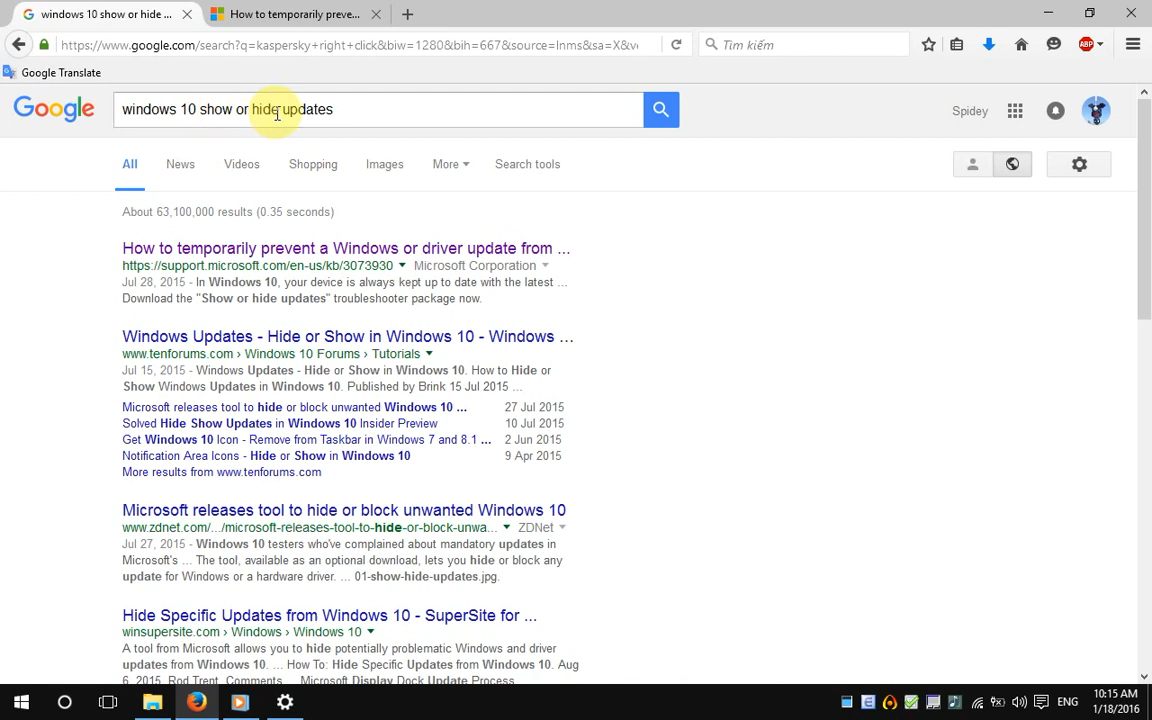 windows 10 show or hide ...
How to temporarily preve...
https://www.google.com/search?q=kaspersky+right+click&biw=1280&bih=667&source=lnms&sa=X&ve
Tìm kiếm
ABP
Google Translate
Google
windows 10 show or hide updates
Spidey
All News Videos Shopping Images More Search tools
About 63,100,000 results (0.35 seconds)
How to temporarily prevent a Windows or driver update from ...
https://support.microsoft.com/en-us/kb/3073930 Microsoft Corporation
Jul 28, 2015 - In Windows 10, your device is always kept up to date with the latest ...
Download the "Show or hide updates" troubleshooter package now.
Windows Updates - Hide or Show in Windows 10 - Windows ...
www.tenforums.com › Windows 10 Forums › Tutorials
Jul 15, 2015 - Windows Updates - Hide or Show in Windows 10. How to Hide or
Show Windows Updates in Windows 10. Published by Brink 15 Jul 2015 ...
Microsoft releases tool to hide or block unwanted Windows 10 ... 27 Jul 2015
Solved Hide Show Updates in Windows 10 Insider Preview 10 Jul 2015
Get Windows 10 Icon - Remove from Taskbar in Windows 7 and 8.1 ... 2 Jun 2015
Notification Area Icons - Hide or Show in Windows 10 9 Apr 2015
More results from www.tenforums.com
Microsoft releases tool to hide or block unwanted Windows 10
www.zdnet.com/.../microsoft-releases-tool-to-hide-or-block-unwa... ZDNet
Jul 27, 2015 - Windows 10 testers who've complained about mandatory updates in
Microsoft's ... The tool, available as an optional download, lets you hide or block any
update for Windows or a hardware driver. ... 01-show-hide-updates.jpg.
Hide Specific Updates from Windows 10 - SuperSite for ...
winsupersite.com › Windows › Windows 10
A tool from Microsoft allows you to hide potentially problematic Windows and driver
updates from Windows 10. ... How To: Hide Specific Updates from Windows 10. Aug
6, 2015. Rod Trent. Comments ... Microsoft Display Dock Update Process
ENG
10:15 AM
1/18/2016